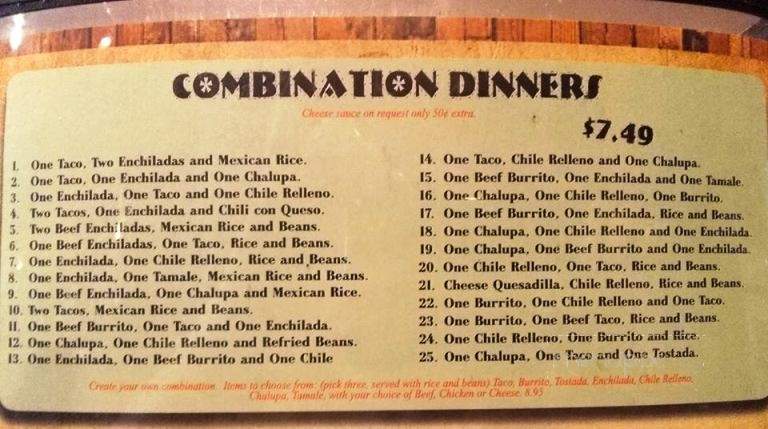 COMBINATION DINNERS
Cheese sauce on request only 50¢ extra.
$7.49
1. One Taco, Two Enchiladas and Mexican Rice.
2. One Taco, One Enchilada and One Chalupa.
3. One Enchilada, One Taco and One Chile Relleno.
4. Two Tacos, One Enchilada and Chili con Queso.
5. Two Beef Enchiladas, Mexican Rice and Beans.
6. One Beef Enchiladas, One Taco, Rice and Beans.
7. One Enchilada, One Chile Relleno, Rice and Beans.
8. One Enchilada, One Tamale, Mexican Rice and Beans.
9. One Beef Enchilada, One Chalupa and Mexican Rice.
10. Two Tacos, Mexican Rice and Beans.
11. One Beef Burrito, One Taco and One Enchilada.
12. One Chalupa, One Chile Relleno and Refried Beans.
13. One Enchilada, One Beef Burrito and One Chile
14. One Taco, Chile Relleno and One Chalupa.
15. One Beef Burrito, One Enchilada and One Tamale.
16. One Chalupa, One Chile Relleno, One Burrito.
17. One Beef Burrito, One Enchilada, Rice and Beans.
18. One Chalupa, One Chile Relleno and One Enchilada.
19. One Chalupa, One Beef Burrito and One Enchilada.
20. One Chile Relleno, One Taco, Rice and Beans.
21. Cheese Quesadilla, Chile Relleno, Rice and Beans.
22. One Burrito, One Chile Relleno and One Taco.
23. One Burrito, One Beef Taco, Rice and Beans.
24. One Chile Relleno, One Burrito and Rice.
25. One Chalupa, One Taco and One Tostada.
Create your own combination. Items to choose from: (pick three, served with rice and beans) Taco, Burrito, Tostada, Enchilada, Chile Relleno,
Chalupa, Tamale, with your choice of Beef, Chicken or Cheese. 8.95